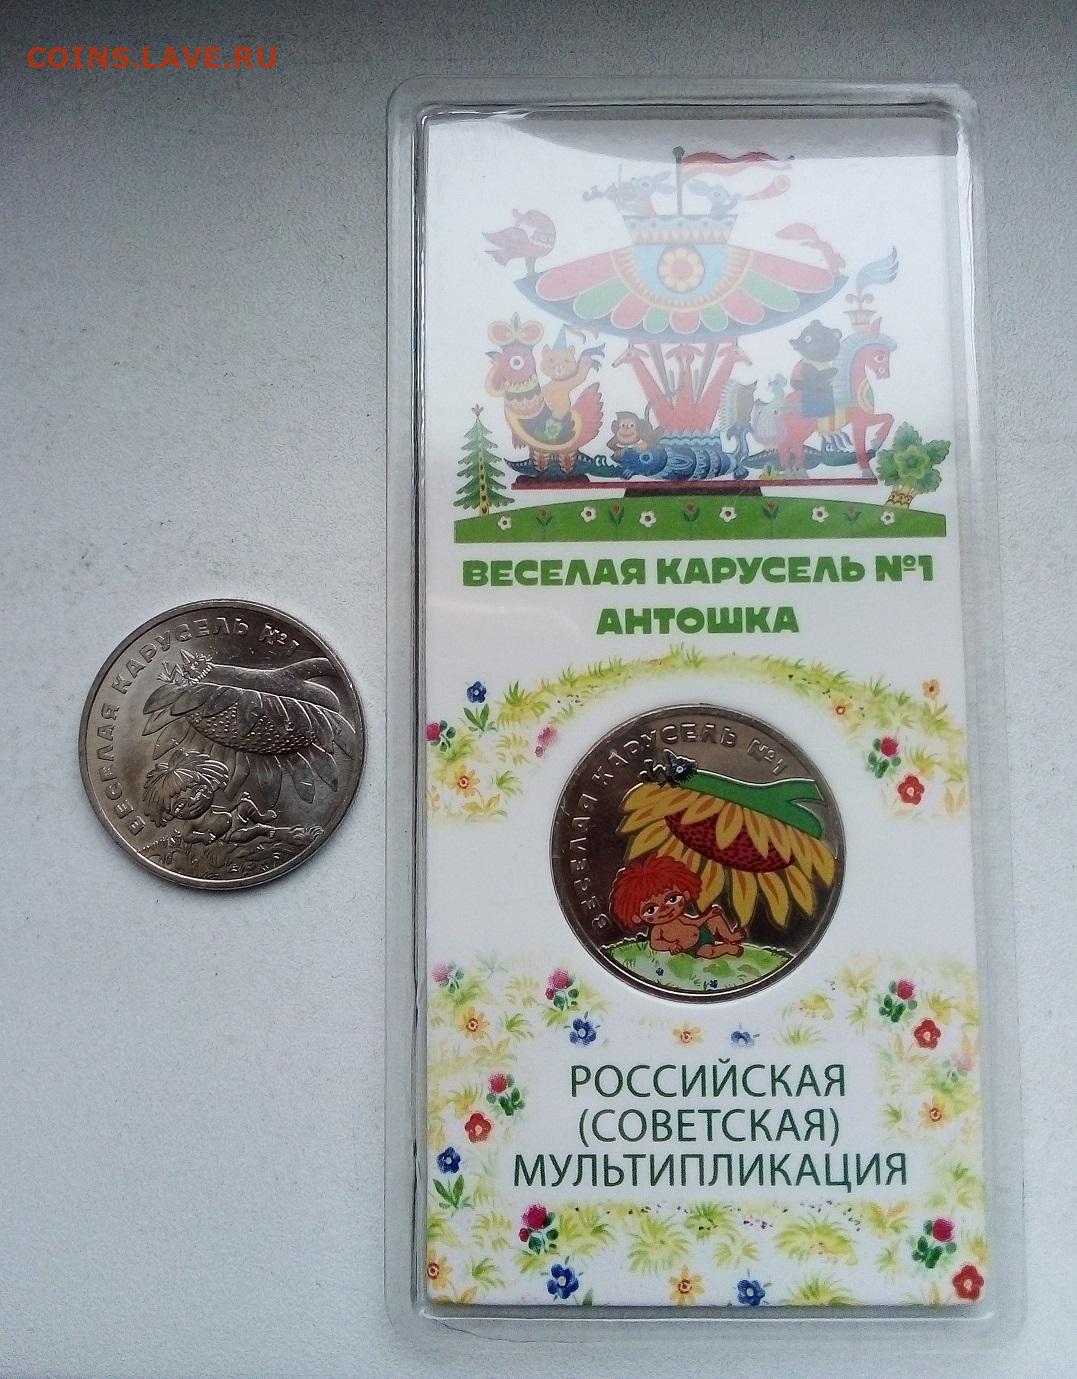 COINS.LAVE.RU
ВЕСЕЛАЯ КАРУСЕЛЬ №1
АНТОШКА
ВЕСЕЛАЯ КАРУСЕЛЬ №1
ВЕСЕЛАЯ КАРУСЕЛЬ №1
РОССИЙСКАЯ
(СОВЕТСКАЯ)
МУЛЬТИПЛИКАЦИЯ